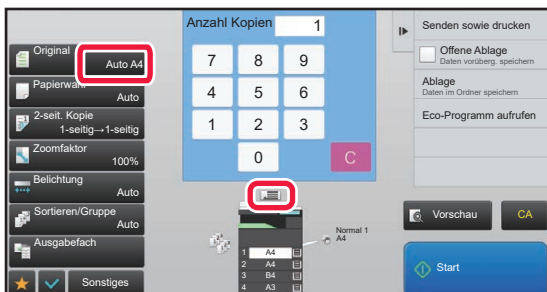 Anzahl Kopien 1
Original
Auto A4
Papierwahl
Auto
2-seit. Kopie
1-seitig→1-seitig
Zoomfaktor
100%
Belichtung
Auto
Sortieren/Gruppe
Auto
Ausgabefach
Sonstiges
7 8 9
4 5 6
1 2 3
0 C
Normal 1
A4
1 A4
2 A4
3 B4
4 A3
Senden sowie drucken
Offene Ablage
Daten vorüberg. speichern
Ablage
Daten im Ordner speichern
Eco-Programm aufrufen
Vorschau
CA
Start